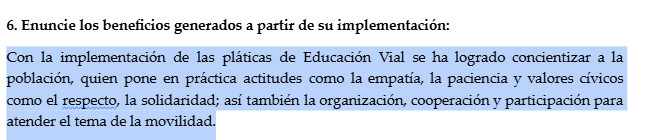 6. Enuncie los beneficios generados a partir de su implementación:
Con la implementación de las pláticas de Educación Vial se ha logrado concientizar a la
población, quien pone en práctica actitudes como la empatía, la paciencia y valores cívicos
como el respecto, la solidaridad; así también la organización, cooperación y participación para
atender el tema de la movilidad.